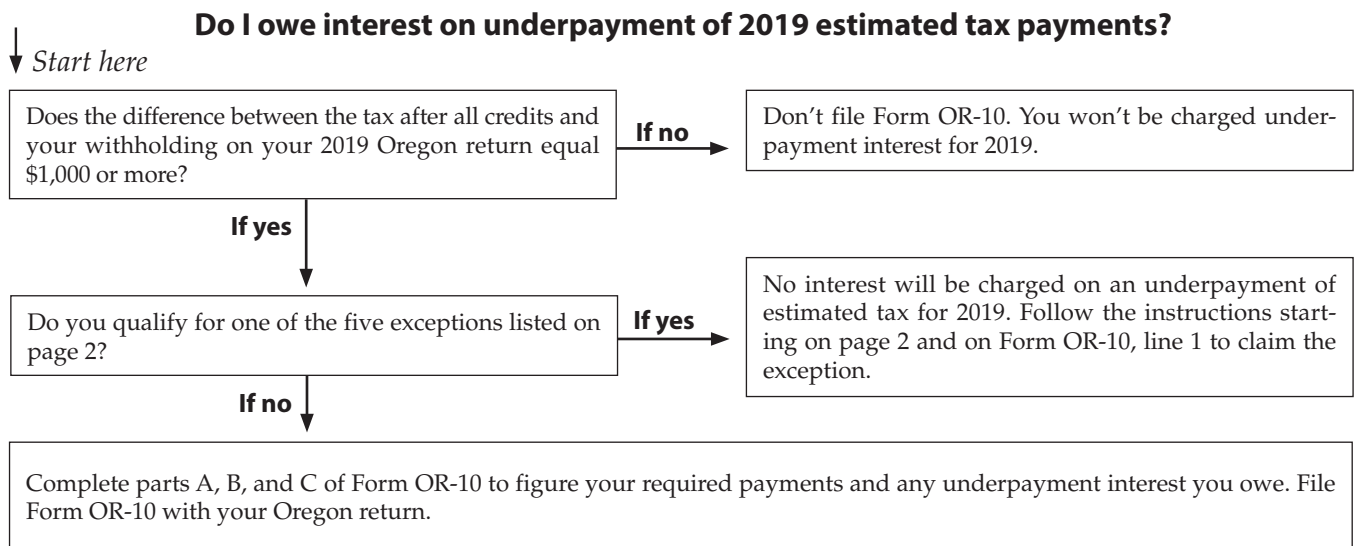 Do I owe interest on underpayment of 2019 estimated tax payments?
Start here
Does the difference between the tax after all credits and
your withholding on your 2019 Oregon return equal
$1,000 or more?
If no
Don’t file Form OR-10. You won’t be charged under-
payment interest for 2019.
If yes
Do you qualify for one of the five exceptions listed on
page 2?
If yes
No interest will be charged on an underpayment of
estimated tax for 2019. Follow the instructions start-
ing on page 2 and on Form OR-10, line 1 to claim the
exception.
If no
Complete parts A, B, and C of Form OR-10 to figure your required payments and any underpayment interest you owe. File
Form OR-10 with your Oregon return.